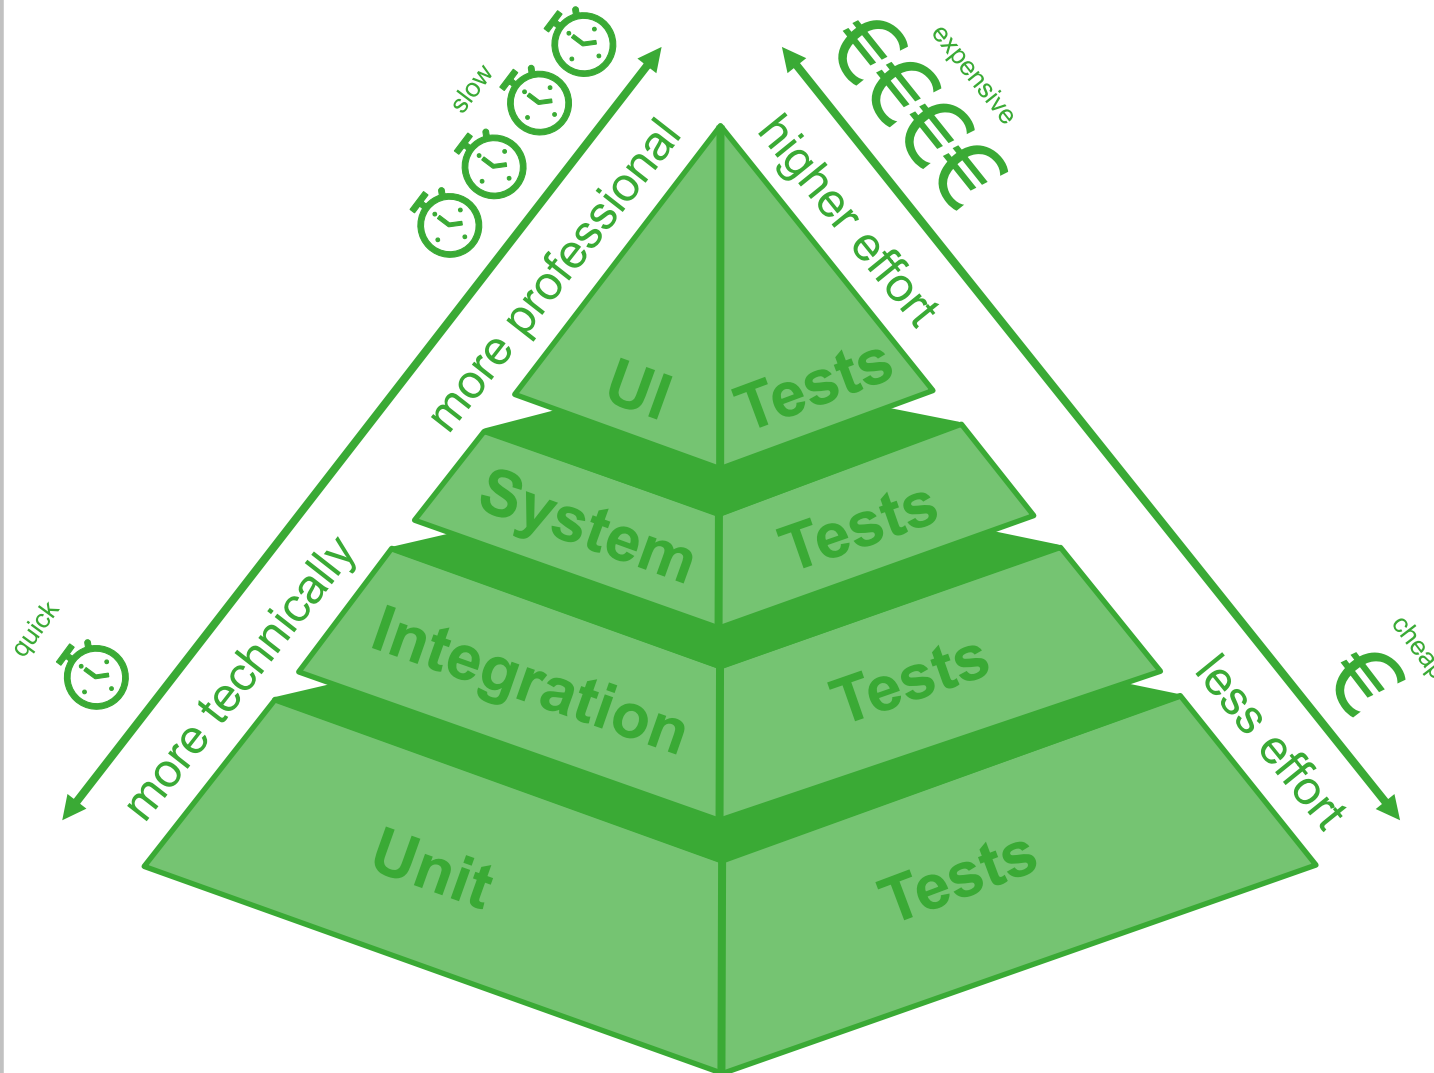 slow
expensive
more professional
higher effort
UI Tests
System Tests
quick
more technically
Integration Tests
cheap
less effort
Unit Tests